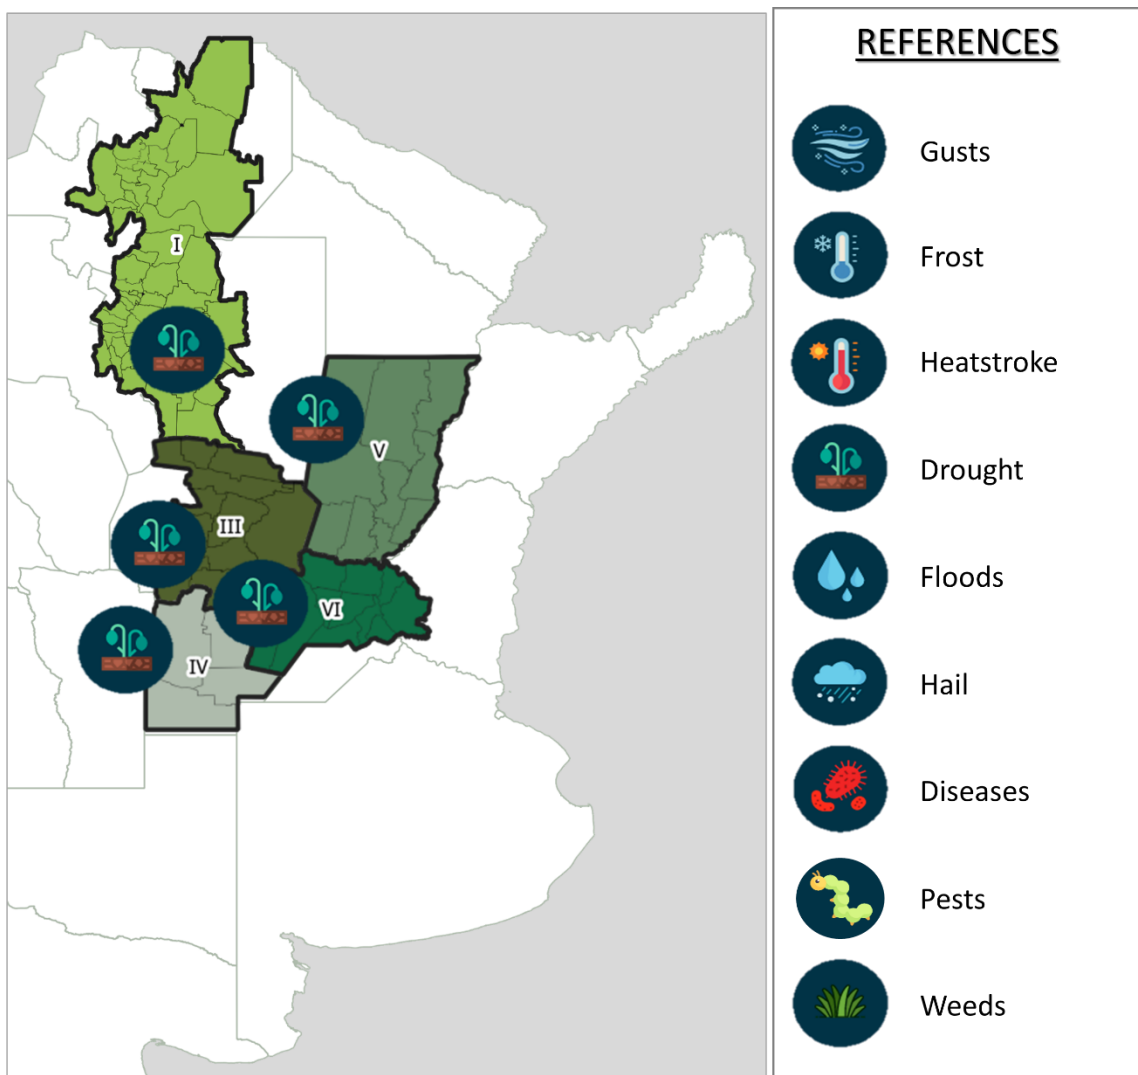 REFERENCES
I
V
III
VI
IV
Gusts
Frost
Heatstroke
Drought
Floods
Hail
Diseases
Pests
Weeds